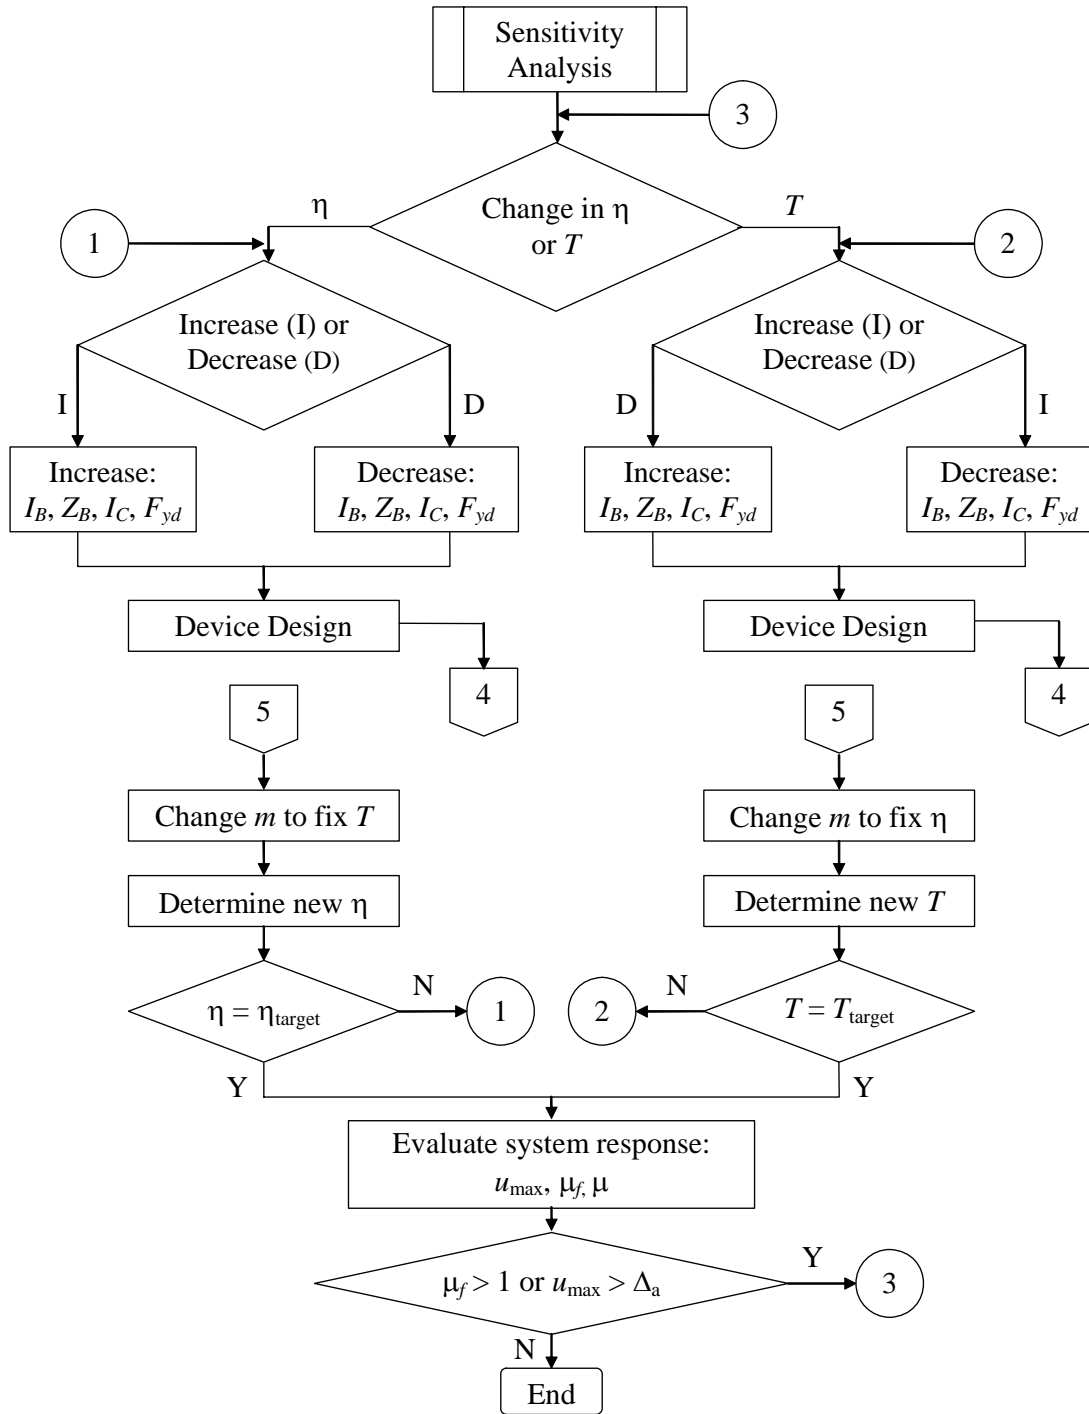 Sensitivity
Analysis
3
η
Change in η
or T
T
1
2
Increase (I) or
Decrease (D)
Increase (I) or
Decrease (D)
I
D
D
I
Increase:
I_B, Z_B, I_C, F_yd
Decrease:
I_B, Z_B, I_C, F_yd
Increase:
I_B, Z_B, I_C, F_yd
Decrease:
I_B, Z_B, I_C, F_yd
Device Design
Device Design
4
4
5
5
Change m to fix T
Change m to fix η
Determine new η
Determine new T
η = η_target
N
1
2
N
T = T_target
Y
Y
Evaluate system response:
u_max, μ_f, μ
μ_f > 1 or u_max > Δ_a
Y
3
N
End